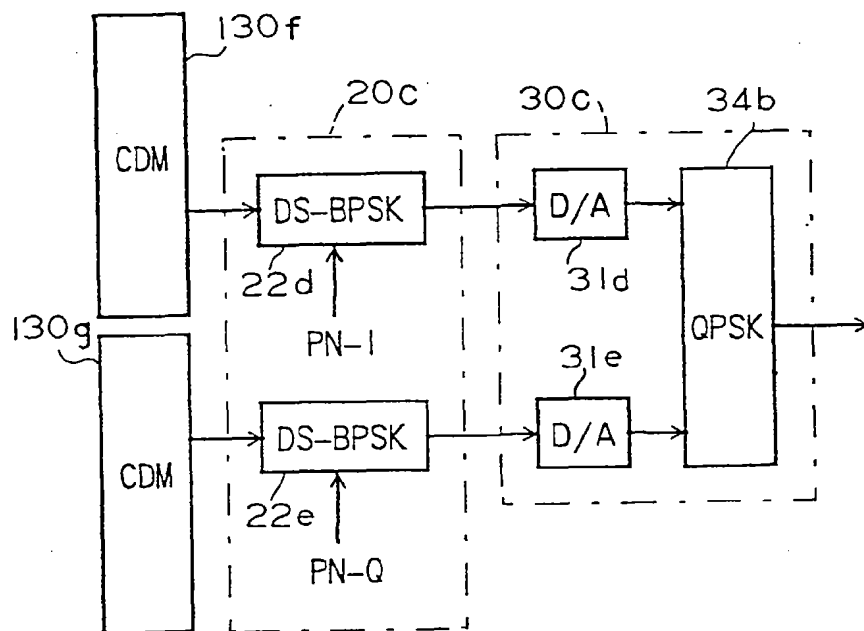 130f
20c
30c
34b
CDM
DS-BPSK
D/A
22d
31d
130g
PN-I
QPSK
31e
DS-BPSK
D/A
CDM
22e
PN-Q